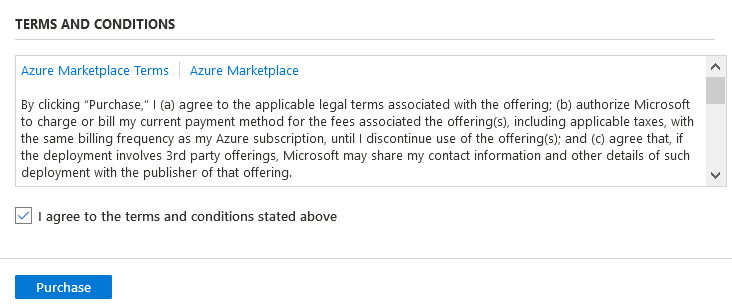 TERMS AND CONDITIONS
Azure Marketplace Terms Azure Marketplace
By clicking “Purchase,” I (a) agree to the applicable legal terms associated with the offering; (b) authorize Microsoft
to charge or bill my current payment method for the fees associated the offering(s), including applicable taxes, with
the same billing frequency as my Azure subscription, until I discontinue use of the offering(s); and (c) agree that, if
the deployment involves 3rd party offerings, Microsoft may share my contact information and other details of such
deployment with the publisher of that offering.
I agree to the terms and conditions stated above
Purchase